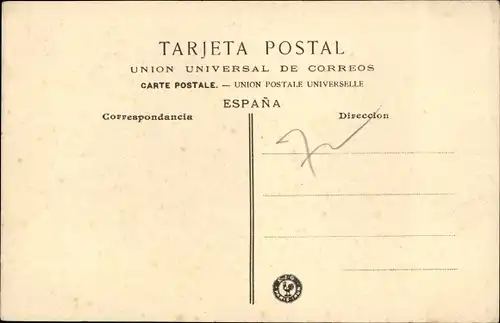 TARJETA POSTAL
UNION UNIVERSAL DE CORREOS
CARTE POSTALE. — UNION POSTALE UNIVERSELLE
ESPAÑA
Correspondancia
Direccion